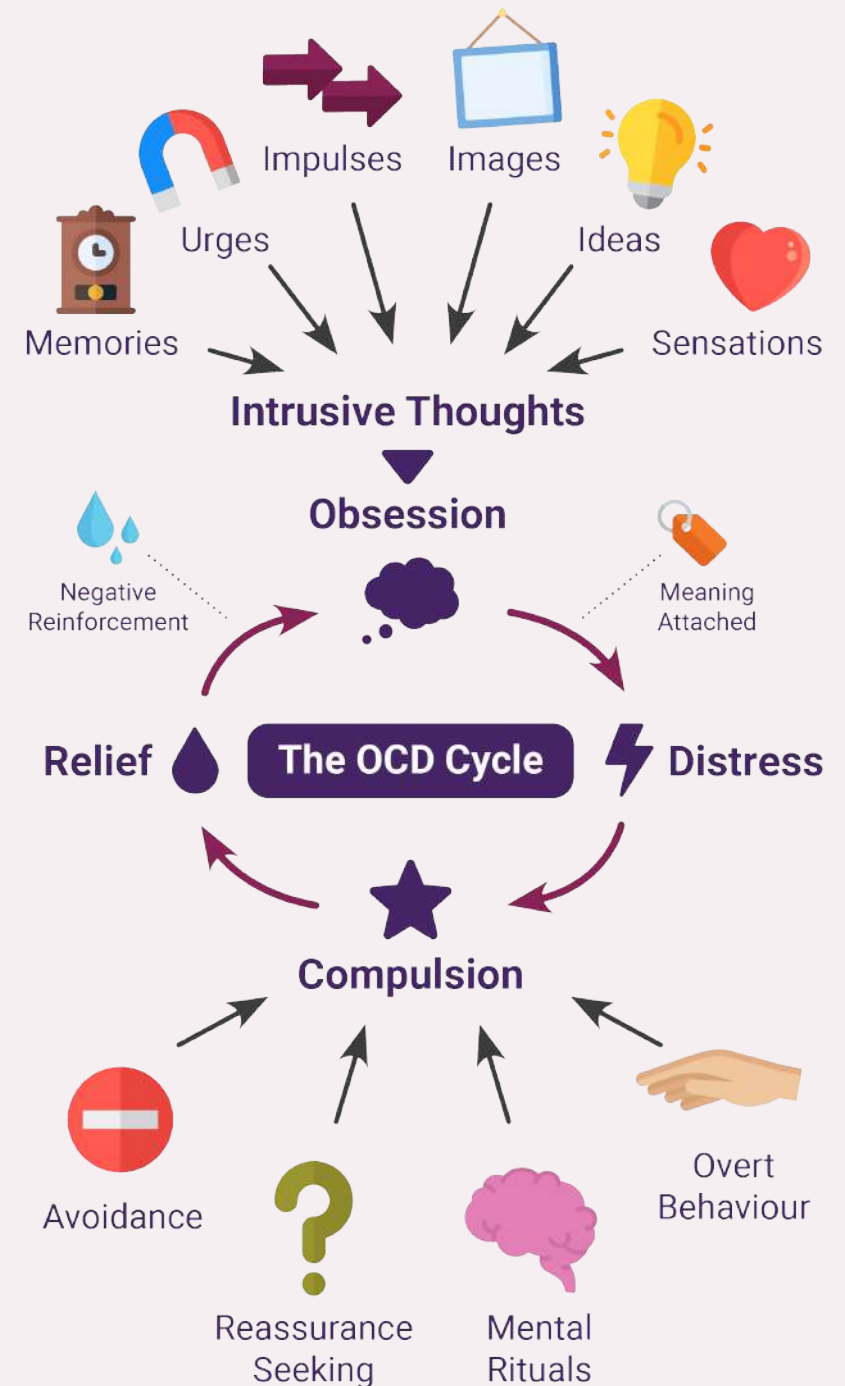 Impulses
Images
Urges
Ideas
Memories
Sensations
Intrusive Thoughts
Obsession
Negative
Reinforcement
Meaning
Attached
Relief
The OCD Cycle
Distress
Compulsion
Avoidance
Reassurance
Seeking
Mental
Rituals
Overt
Behaviour